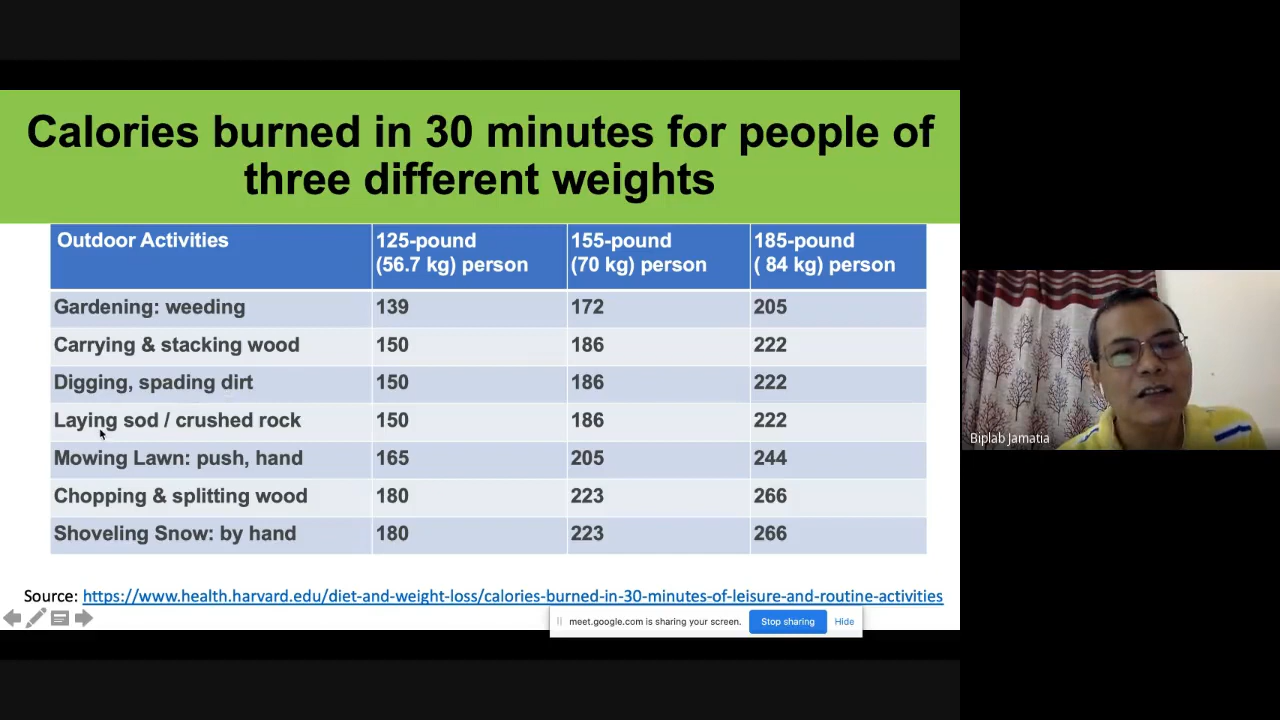 Calories burned in 30 minutes for people of
three different weights
Outdoor Activities
125-pound
(56.7 kg) person
155-pound
(70 kg) person
185-pound
( 84 kg) person
Gardening: weeding 139 172 205
Carrying & stacking wood 150 186 222
Digging, spading dirt 150 186 222
Laying sod / crushed rock 150 186 222
Mowing Lawn: push, hand 165 205 244
Chopping & splitting wood 180 223 266
Shoveling Snow: by hand 180 223 266
Source: https://www.health.harvard.edu/diet-and-weight-loss/calories-burned-in-30-minutes-of-leisure-and-routine-activities
meet.google.com is sharing your screen. Stop sharing Hide
Biplab Jamatia